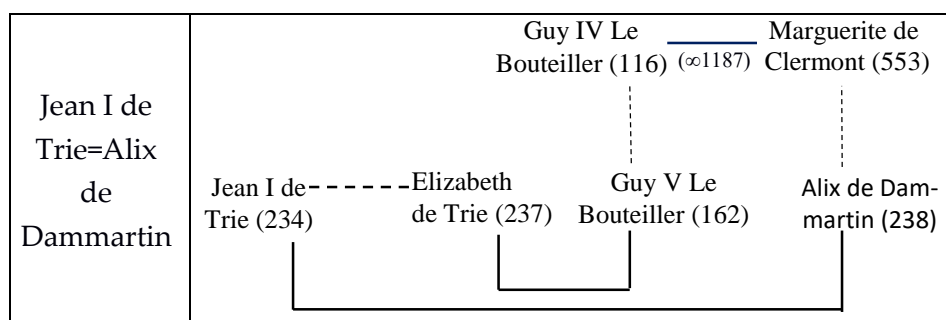 Jean I de
Trie=Alix
de
Dammartin
Guy IV Le
Bouteiller (116)
(∞1187)
Marguerite de
Clermont (553)
Jean I de
Trie (234)
Elizabeth
de Trie (237)
Guy V Le
Bouteiller (162)
Alix de Dam-
martin (238)